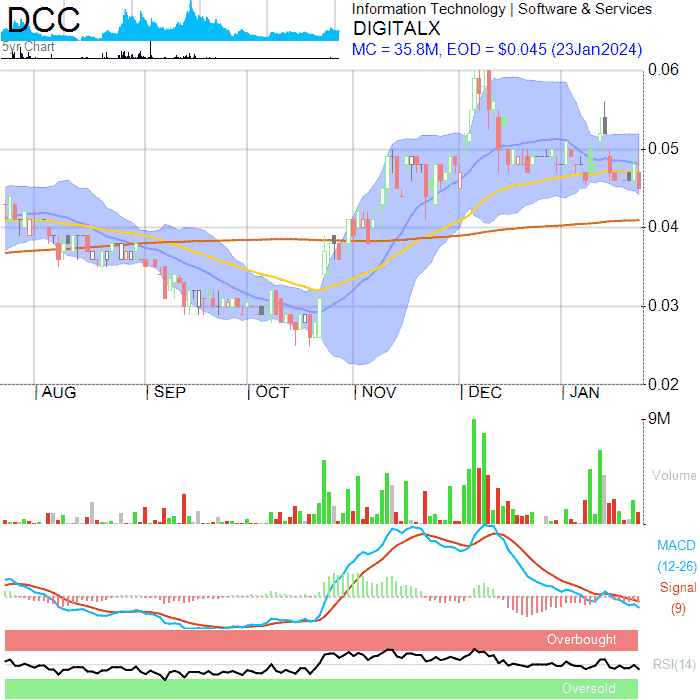 DCC
Information Technology | Software & Services
DIGITALX
MC = 35.8M, EOD = $0.045 (23Jan2024)
5yr Chart
0.06
0.05
0.04
0.03
0.02
AUG SEP OCT NOV DEC JAN
9M
Volume
MACD
(12-26)
Signal
(9)
Overbought
RSI(14)
Oversold